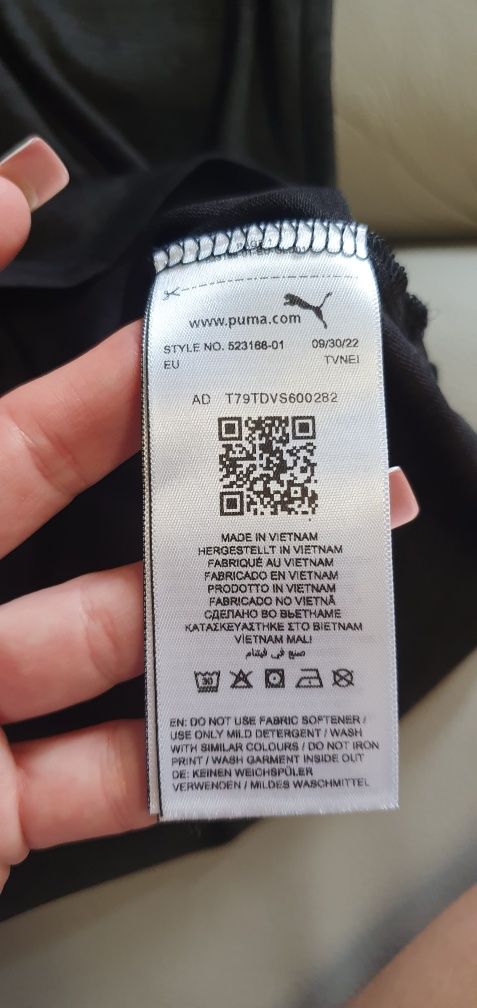 www.puma.com
STYLE NO. 523166-01 09/30/22
EU TVNEI
AD T79TDVS600282
MADE IN VIETNAM
HERGESTELLT IN VIETNAM
FABRIQUÉ AU VIETNAM
FABRICADO EN VIETNAM
PRODOTTO IN VIETNAM
FABRICADO NO VIETNÃ
СДЕЛАНО ВО ВЬЕТНАМЕ
ΚΑΤΑΣΚΕΥΑΣΤΗΚΕ ΣΤΟ ΒΙΕΤΝΑΜ
VIETNAM MALI
صنع في فيتنام
30
EN: DO NOT USE FABRIC SOFTENER /
USE ONLY MILD DETERGENT / WASH
WITH SIMILAR COLOURS / DO NOT IRON
PRINT / WASH GARMENT INSIDE OUT
DE: KEINEN WEICHSPÜLER
VERWENDEN / MILDES WASCHMITTEL